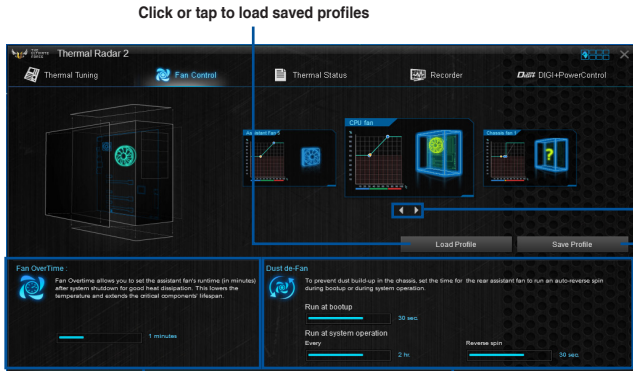 Click or tap to load saved profiles
THE ULTIMATE FORCE Thermal Radar 2
Thermal Tuning Fan Control Thermal Status Recorder DIGI+ DIGI+PowerControl
Assistant Fan 1 CPU fan Chassis fan 1
?
Load Profile Save Profile
Fan OverTime :
Fan Overtime allows you to set the assistant fan's runtime (in minutes)
after system shutdown for good heat dissipation. This lowers the
temperature and extends the critical components' lifespan.
1 minutes
Dust de-Fan
To prevent dust build-up in the chassis, set the time for the rear assistant fan to run an auto-reverse spin
during bootup or during system operation.
Run at bootup
30 sec.
Run at system operation
Every Reverse spin
2 hr. 30 sec.